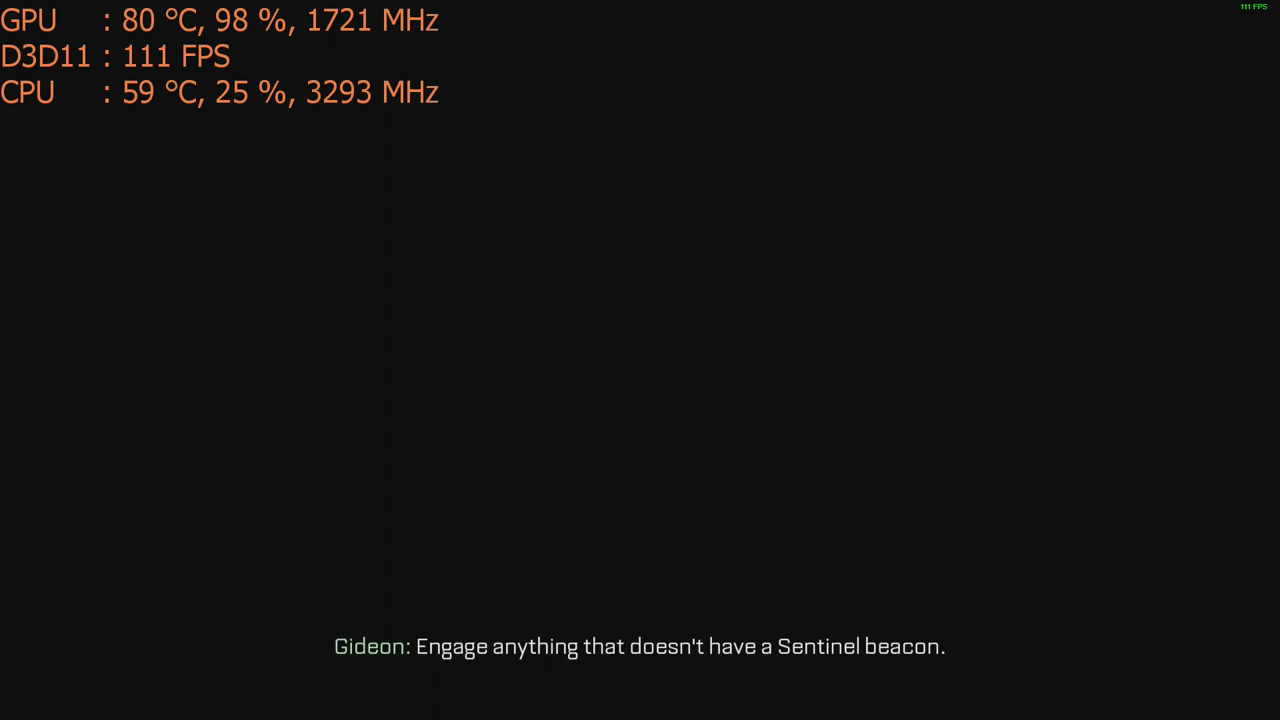 GPU : 80 °C, 98 %, 1721 MHz
111 FPS
D3D11 : 111 FPS
CPU : 59 °C, 25 %, 3293 MHz
Gideon: Engage anything that doesn't have a Sentinel beacon.